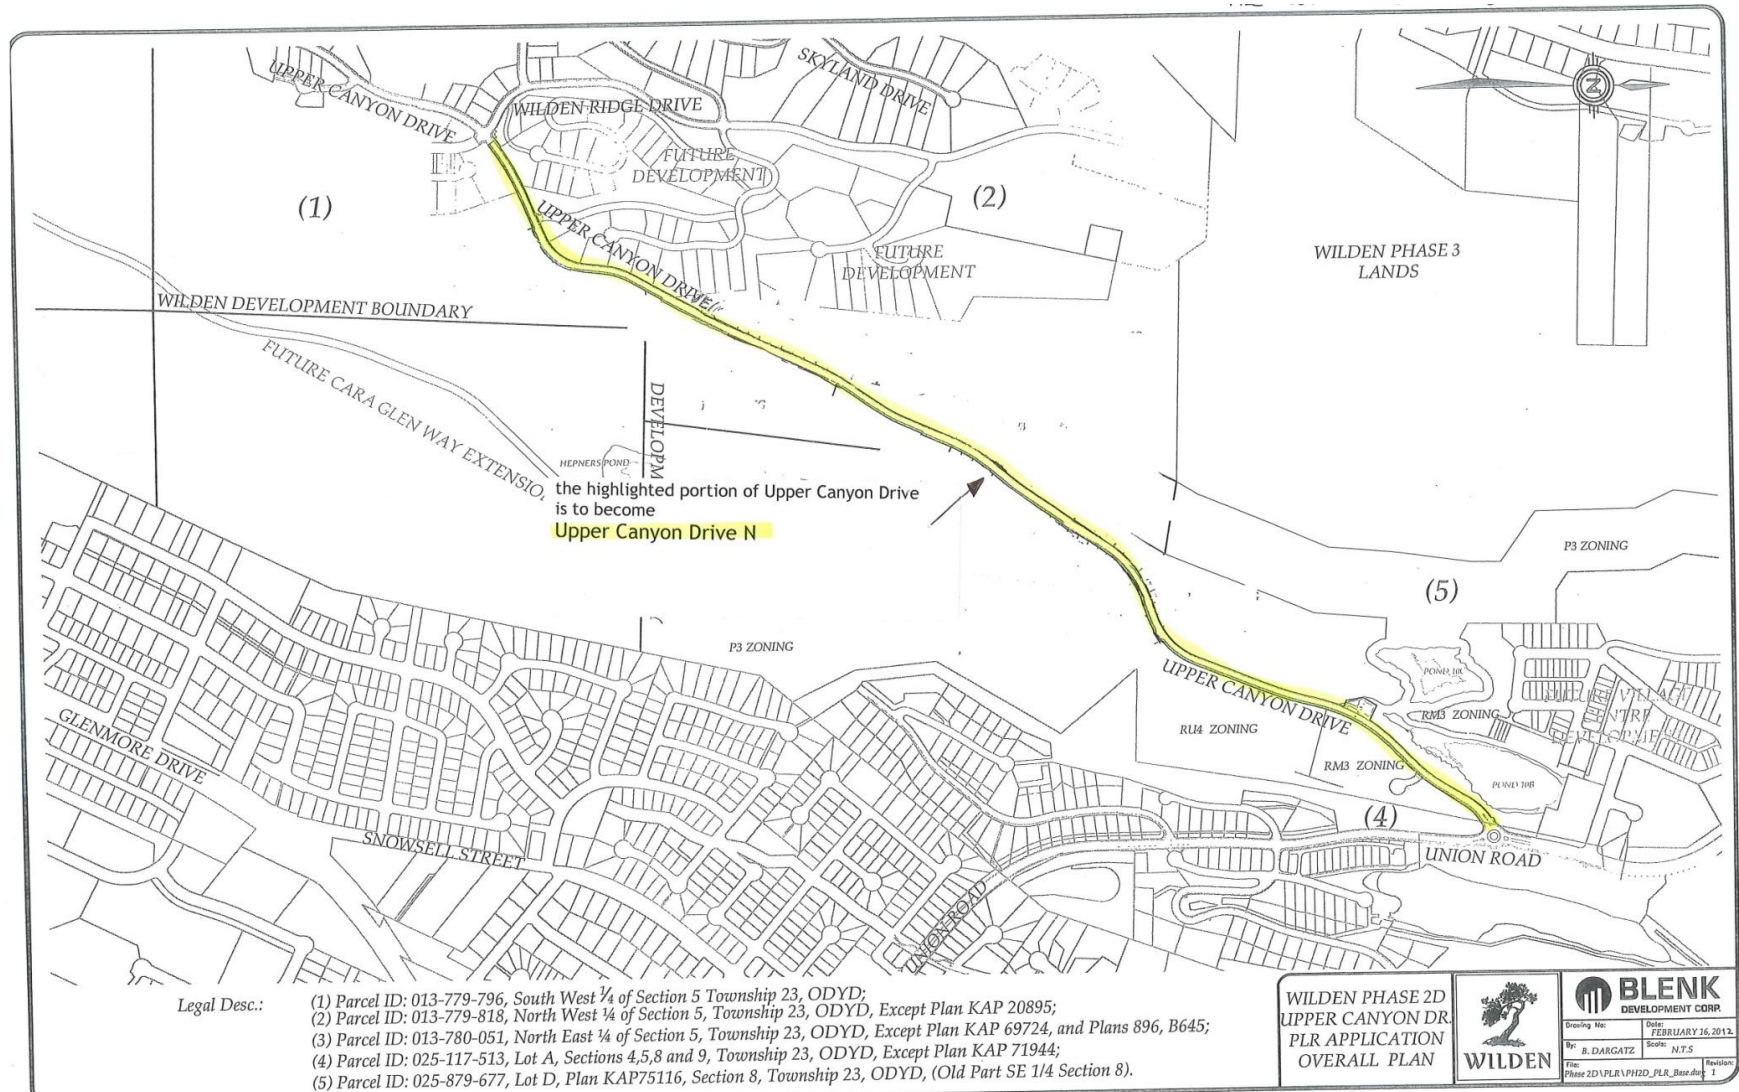 SKYLAND DRIVE
UPPER CANYON DRIVE
WILDEN RIDGE DRIVE
FUTURE
DEVELOPMENT
(1)
(2)
UPPER CANYON DRIVE
FUTURE
DEVELOPMENT
WILDEN PHASE 3
LANDS
WILDEN DEVELOPMENT BOUNDARY
FUTURE CARA GLEN WAY EXTENSIO
DEVELOPM
HEPNERS POND
the highlighted portion of Upper Canyon Drive
is to become
Upper Canyon Drive N
P3 ZONING
(5)
P3 ZONING
UPPER CANYON DRIVE
POND 10C
RU4 ZONING
RM3 ZONING
FUTURE VILLAGE
CENTRE
DEVELOPME
RM3 ZONING
POND 10B
GLENMORE DRIVE
(4)
SNOWSELL STREET
UNION ROAD
UNION ROAD
Legal Desc.:
(1) Parcel ID: 013-779-796, South West ¼ of Section 5 Township 23, ODYD;
(2) Parcel ID: 013-779-818, North West ¼ of Section 5, Township 23, ODYD, Except Plan KAP 20895;
(3) Parcel ID: 013-780-051, North East ¼ of Section 5, Township 23, ODYD, Except Plan KAP 69724, and Plans 896, B645;
(4) Parcel ID: 025-117-513, Lot A, Sections 4,5,8 and 9, Township 23, ODYD, Except Plan KAP 71944;
(5) Parcel ID: 025-879-677, Lot D, Plan KAP75116, Section 8, Township 23, ODYD, (Old Part SE 1/4 Section 8).
WILDEN PHASE 2D
UPPER CANYON DR.
PLR APPLICATION
OVERALL PLAN
WILDEN
BLENK
DEVELOPMENT CORP.
Drawing No:
Date:
FEBRUARY 16, 2012
By: B. DARGATZ
Scale: N.T.S
File:
Phase 2D\PLR\PH2D_PLR_Base.dwg
Revision:
1